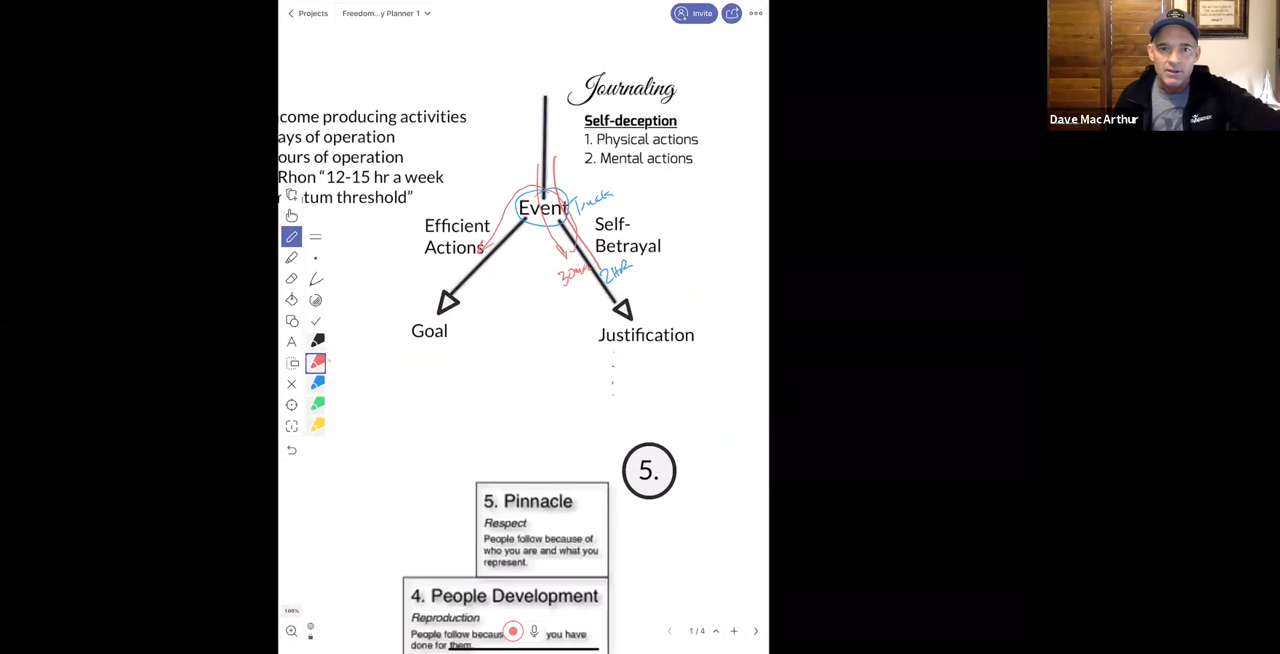 Projects
Freedom...y Planner 1
Invite
Dave MacArthur
Journaling
come producing activities
ays of operation
ours of operation
Rhon “12-15 hr a week
tum threshold”
Self-deception
1. Physical actions
2. Mental actions
Event
Truck
Efficient
Actions
Self-
Betrayal
30min
2HR
Goal
Justification
5.
5. Pinnacle
Respect
People follow because of
who you are and what you
represent.
4. People Development
Reproduction
People follow becaus you have
done for them.
100%
1/4